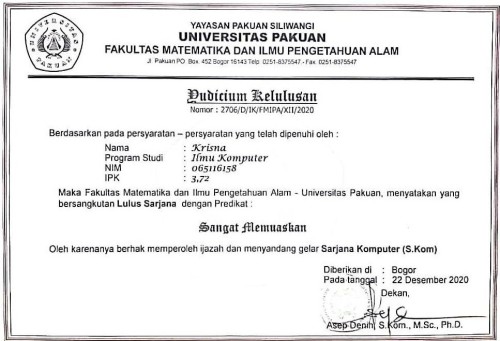 YAYASAN PAKUAN SILIWANGI
UNIVERSITAS PAKUAN
FAKULTAS MATEMATIKA DAN ILMU PENGETAHUAN ALAM
Jl. Pakuan PO Box. 452 Bogor 16143 Telp. 0251-8375547 - Fax. 0251-8375547
UNIVERSITAS
PAKUAN
Yudicium Kelulusan
Nomor : 2706/D/IK/FMIPA/XII/2020
Berdasarkan pada persyaratan – persyaratan yang telah dipenuhi oleh :
Nama : Krisna
Program Studi : Ilmu Komputer
NIM : 065116158
IPK : 3,72
Maka Fakultas Matematika dan Ilmu Pengetahuan Alam - Universitas Pakuan, menyatakan yang
bersangkutan Lulus Sarjana dengan Predikat :
Sangat Memuaskan
Oleh karenanya berhak memperoleh ijazah dan menyandang gelar Sarjana Komputer (S.Kom)
Diberikan di : Bogor
Pada tanggal : 22 Desember 2020
Dekan,
Asep Denih, S.Kom., M.Sc., Ph.D.